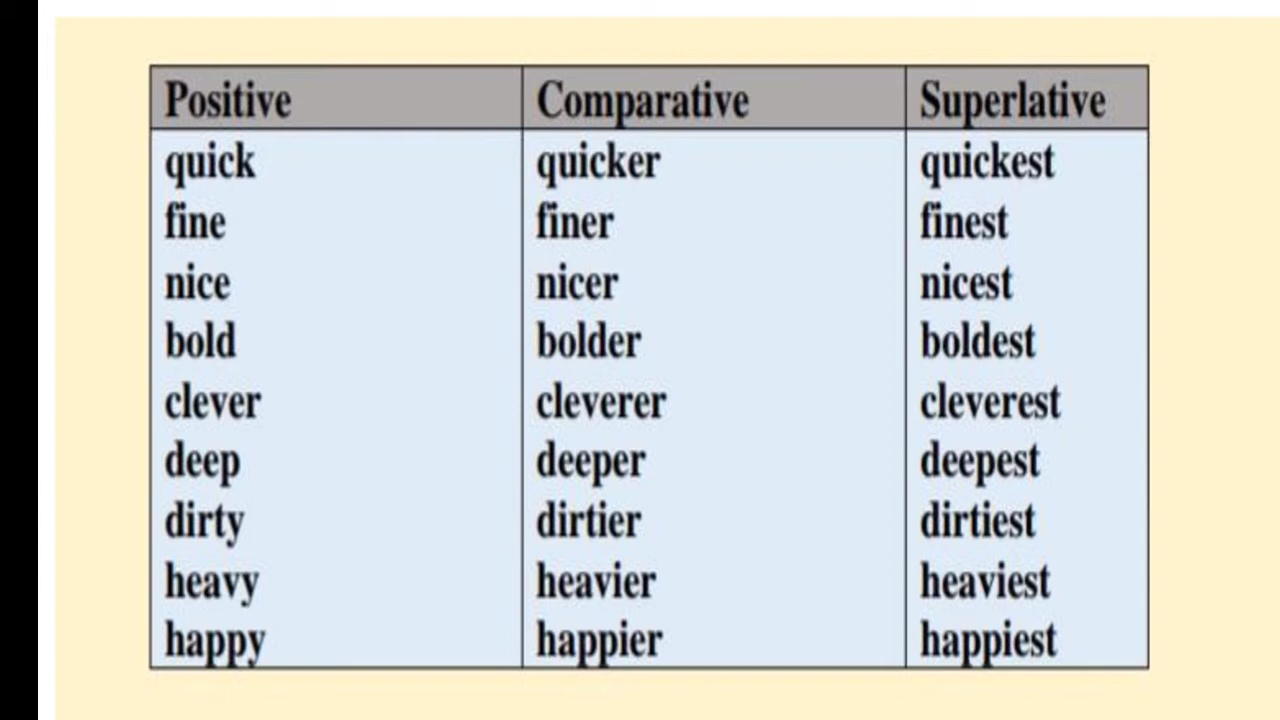 Positive Comparative Superlative
quick quicker quickest
fine finer finest
nice nicer nicest
bold bolder boldest
clever cleverer cleverest
deep deeper deepest
dirty dirtier dirtiest
heavy heavier heaviest
happy happier happiest